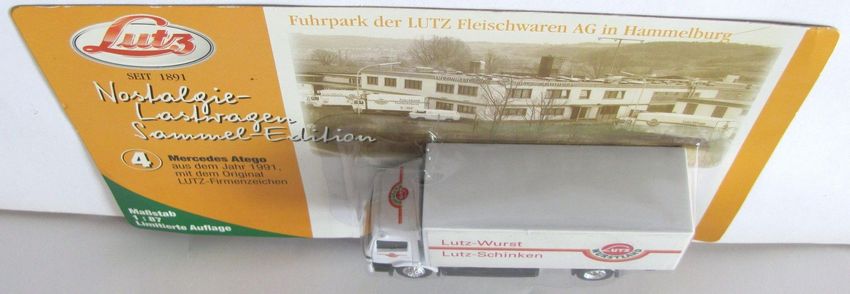 Lutz
SEIT 1891
Nostalgie-
Lastwagen
Sammel-Edition
4
Mercedes Atego
aus dem Jahr 1991,
mit dem Original
LUTZ-Firmenzeichen
Maßstab
1 : 87
Limitierte Auflage
Fuhrpark der LUTZ Fleischwaren AG in Hammelburg
Lutz-Wurst
Lutz-Schinken
LUTZ